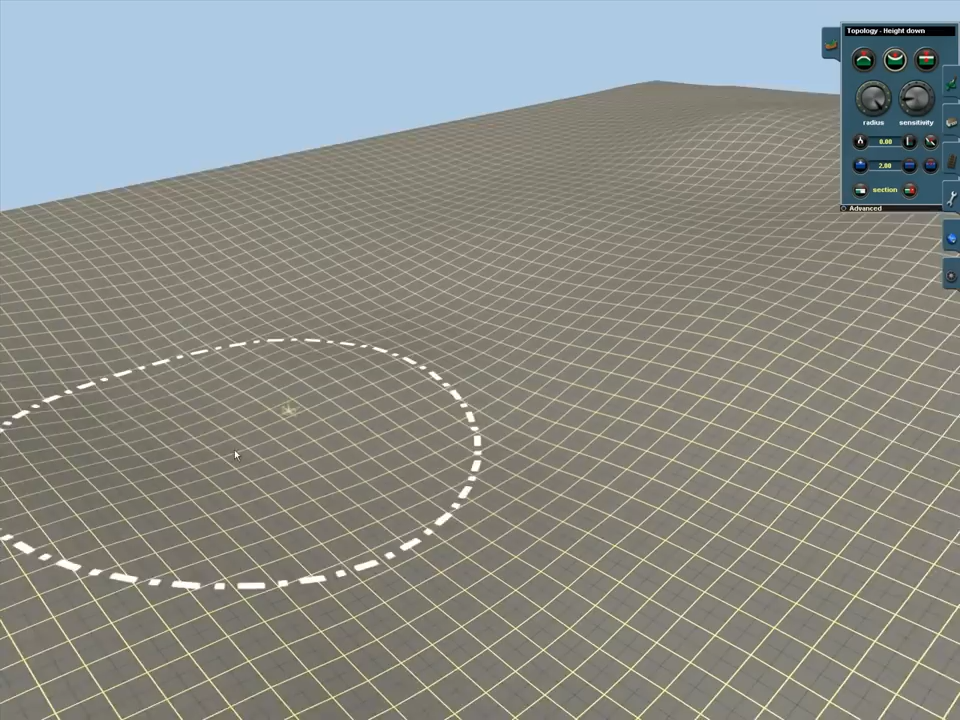 Topology - Height down
radius sensitivity
0.00
2.00
section
Advanced